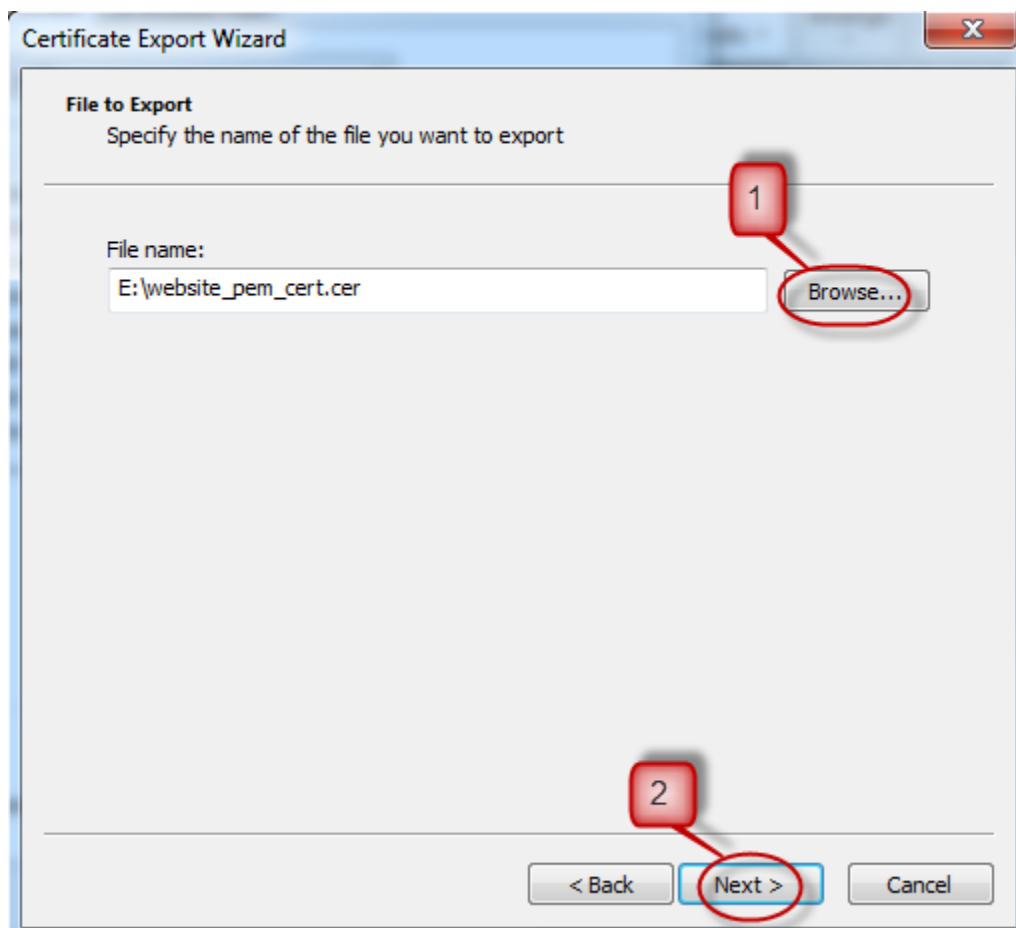 Certificate Export Wizard
File to Export
Specify the name of the file you want to export
1
File name:
E:\website_pem_cert.cer
Browse...
2
< Back
Next >
Cancel